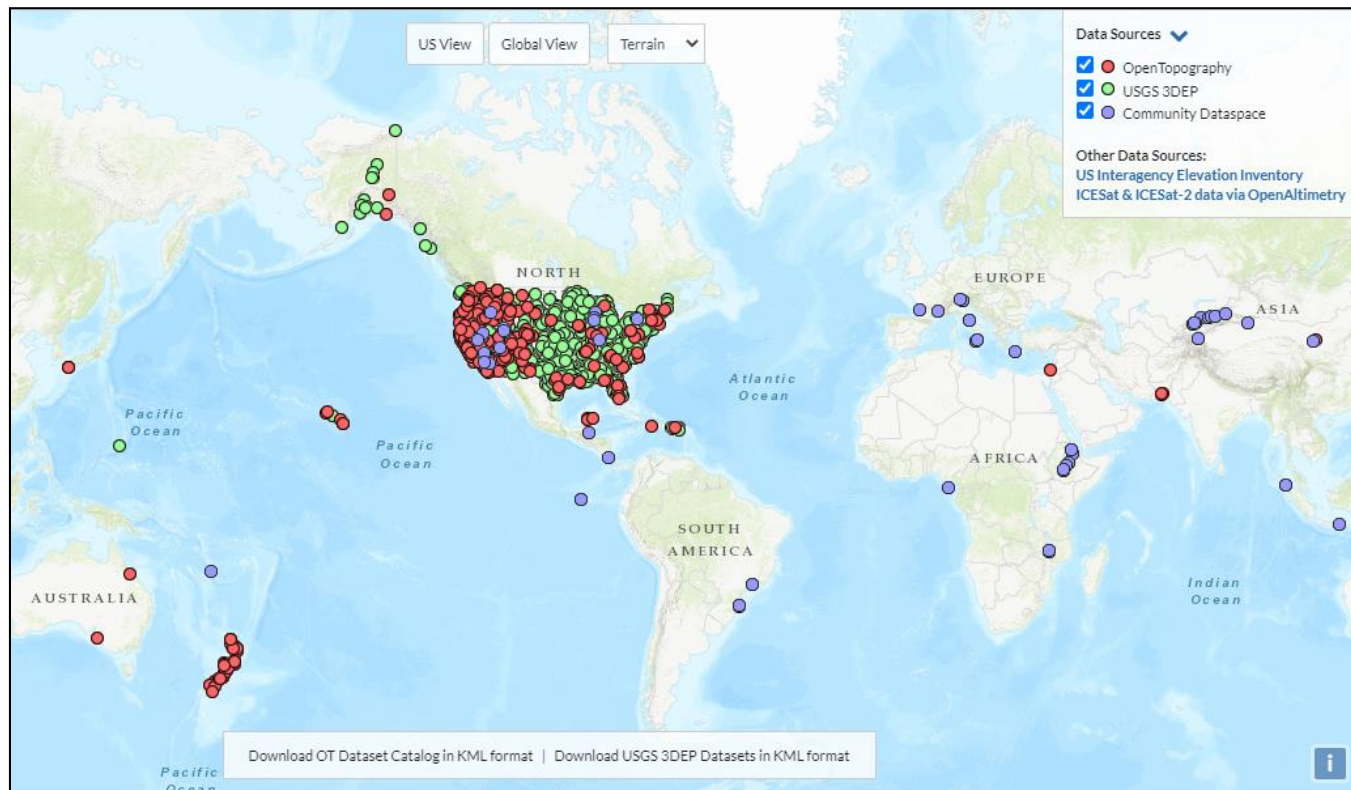 US View
Global View
Terrain
Data Sources
OpenTopography
USGS 3DEP
Community Dataspace
Other Data Sources:
US Interagency Elevation Inventory
ICESat & ICESat-2 data via OpenAltimetry
NORTH
EUROPE
ASIA
Atlantic
Ocean
Pacific
Ocean
Pacific
Ocean
AFRICA
SOUTH
AMERICA
Indian
Ocean
AUSTRALIA
Download OT Dataset Catalog in KML format | Download USGS 3DEP Datasets in KML format
Pacific
Ocean
i